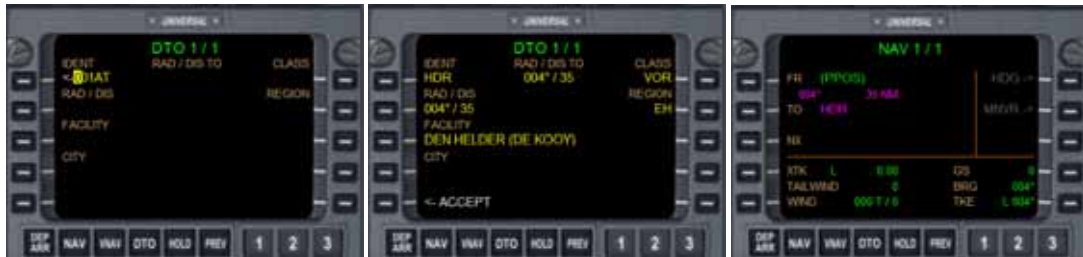 UNIVERSAL
DTO 1 / 1
IDENT RAD / DIS TO CLASS
<-001AT
RAD / DIS REGION
FACILITY
CITY
DEP ARR NAV VNAV DTO HOLD PREV 1 2 3
UNIVERSAL
DTO 1 / 1
IDENT RAD / DIS TO CLASS
HDR 004° / 35 VOR
RAD / DIS REGION
004° / 35 EH
FACILITY
DEN HELDER (DE KOOY)
CITY
<- ACCEPT
DEP ARR NAV VNAV DTO HOLD PREV 1 2 3
UNIVERSAL
NAV 1 / 1
FR (PPOS) HDG ->
004° NM
TO HDR MNVR ->
NX
XTK L 0.00 GS 0
TAILWIND 0 BRG 004°
WIND 000 T / 0 TKE L 004°
DEP ARR NAV VNAV DTO HOLD PREV 1 2 3